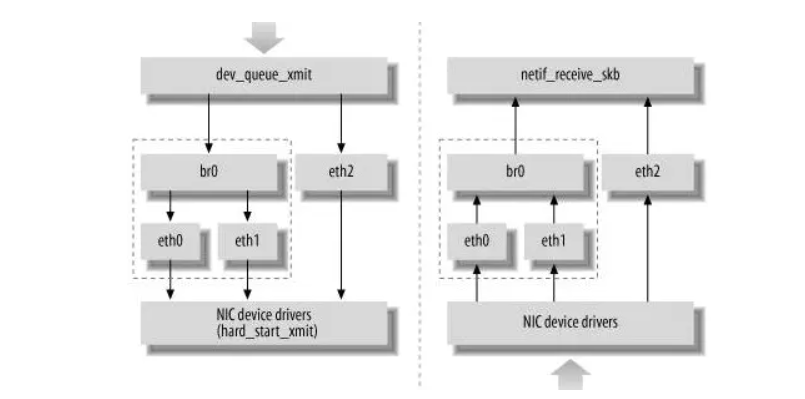 dev_queue_xmit
br0
eth2
eth0
eth1
NIC device drivers
(hard_start_xmit)
netif_receive_skb
br0
eth2
eth0
eth1
NIC device drivers